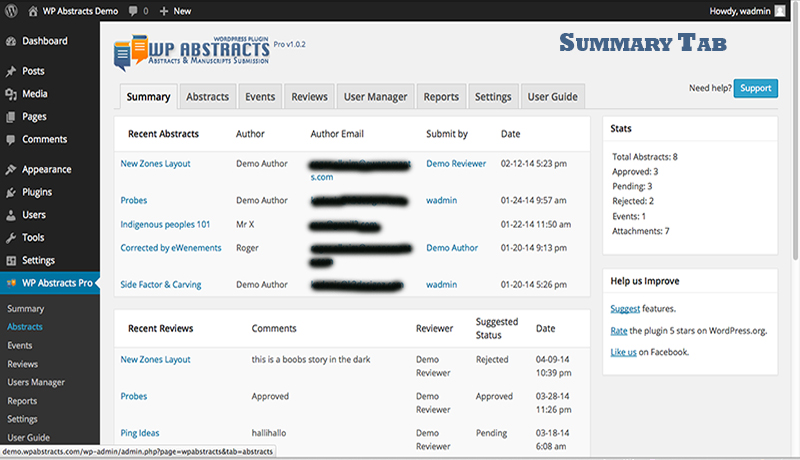 WP Abstracts Demo 0 + New Howdy, wadmin
Dashboard
Posts
Media
Pages
Comments
Appearance
Plugins
Users
Tools
Settings
WP Abstracts Pro
Summary
Abstracts
Events
Reviews
Users Manager
Reports
Settings
User Guide
WORDPRESS PLUGIN
WP ABSTRACTS Pro v1.0.2
ABSTRACTS & MANUSCRIPTS SUBMISSION
SUMMARY TAB
Need help? Support
Summary Abstracts Events Reviews User Manager Reports Settings User Guide
Recent Abstracts Author Author Email Submit by Date
New Zones Layout Demo Author Demo Reviewer 02-12-14 5:23 pm
s.com
Probes Demo Author wadmin 01-24-14 9:57 am
Indigenous peoples 101 Mr X 01-22-14 11:50 am
Corrected by eWenements Roger Demo Author 01-20-14 9:13 pm
Side Factor & Carving Demo Author wadmin 01-20-14 5:26 pm
Recent Reviews Comments Reviewer Suggested Status Date
New Zones Layout this is a boobs story in the dark Demo Reviewer Rejected 04-09-14 10:39 pm
Probes Approved Demo Reviewer Approved 03-28-14 11:26 pm
Ping Ideas hallihallo Demo Reviewer Pending 03-18-14 6:08 am
Stats
Total Abstracts: 8
Approved: 3
Pending: 3
Rejected: 2
Events: 1
Attachments: 7
Help us Improve
Suggest features.
Rate the plugin 5 stars on WordPress.org.
Like us on Facebook.
demo.wpabstracts.com/wp-admin/admin.php?page=wpabstracts&tab=abstracts